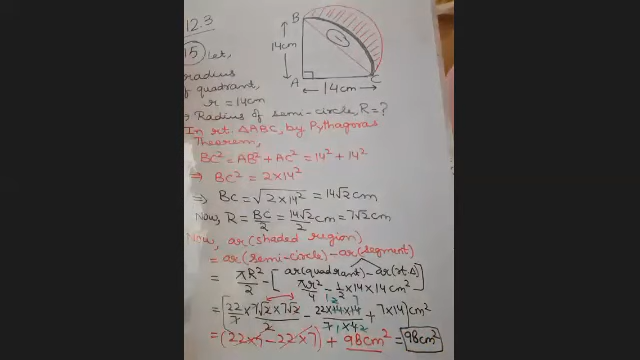 12.3
B
14cm
A
C
14cm
15 Let,
radius
of quadrant,
r = 14cm
Radius of semi-circle, R = ?
In rt. ΔABC, by Pythagoras
Theorem,
BC² = AB² + AC² = 14² + 14²
⇒ BC² = 2×14²
⇒ BC = √(2×14²) = 14√2 cm
Now, R = BC/2 = 14√2/2 cm = 7√2 cm
Now, ar(shaded region)
= ar(semi-circle) - ar(segment)
= πR²/2 - [ar(quadrant) - ar(rt.Δ)]
πr²/4 - 1/2 × 14 × 14 cm²
= [22/7 × 7√2 × 7√2 / 2 - 22×14×14 / 7×4 + 7×14] cm²
= (22×7 - 22×7) + 98cm² = 98cm²